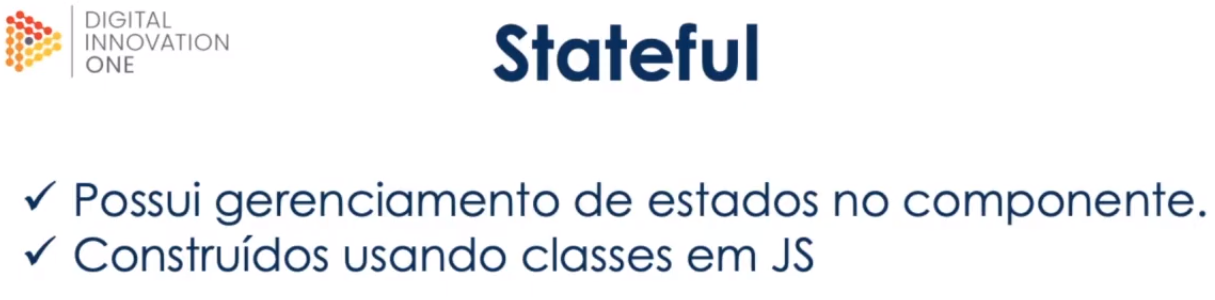 DIGITAL
INNOVATION
ONE
Stateful
✓ Possui gerenciamento de estados no componente.
✓ Construídos usando classes em JS